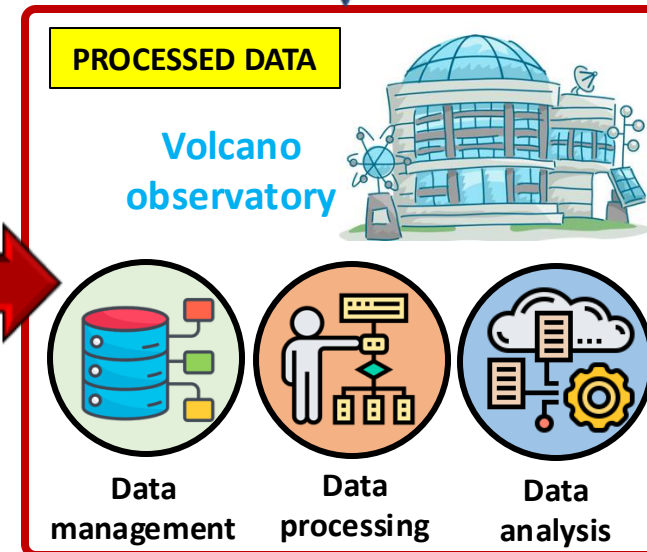 PROCESSED DATA
Volcano
observatory
Data
management
Data
processing
Data
analysis